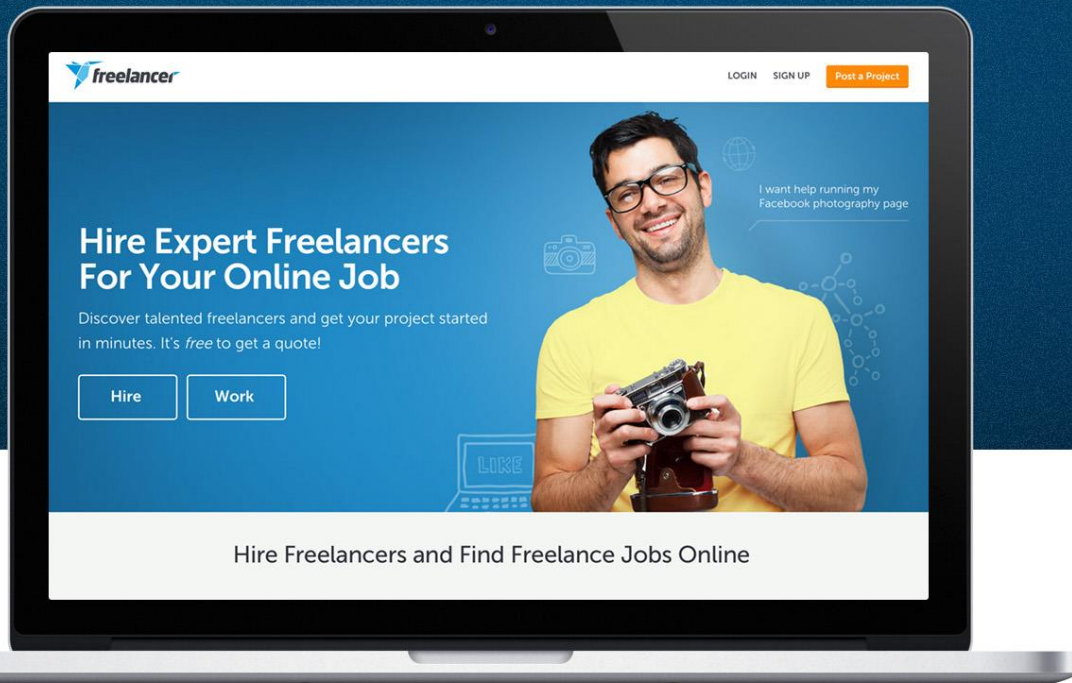 freelancer
LOGIN SIGN UP Post a Project
I want help running my
Facebook photography page
Hire Expert Freelancers
For Your Online Job
Discover talented freelancers and get your project started
in minutes. It's free to get a quote!
Hire Work
LIKE
Hire Freelancers and Find Freelance Jobs Online